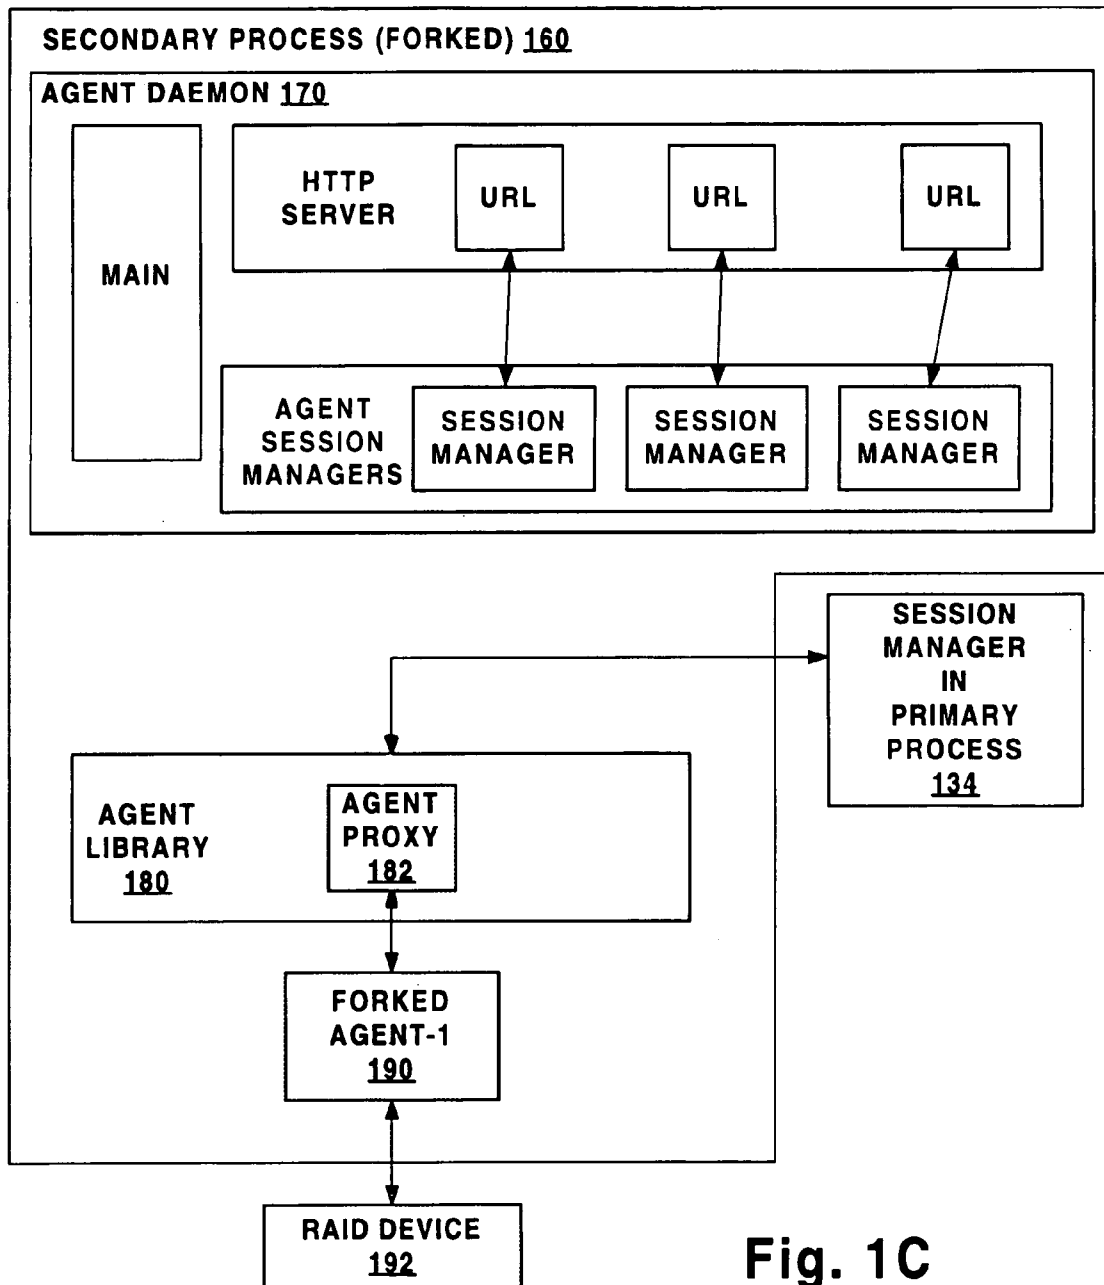 SECONDARY PROCESS (FORKED) 160
AGENT DAEMON 170
MAIN
HTTP
SERVER
URL
URL
URL
AGENT
SESSION
MANAGERS
SESSION
MANAGER
SESSION
MANAGER
SESSION
MANAGER
SESSION
MANAGER
IN
PRIMARY
PROCESS
134
AGENT
LIBRARY
180
AGENT
PROXY
182
FORKED
AGENT-1
190
RAID DEVICE
192
Fig. 1C